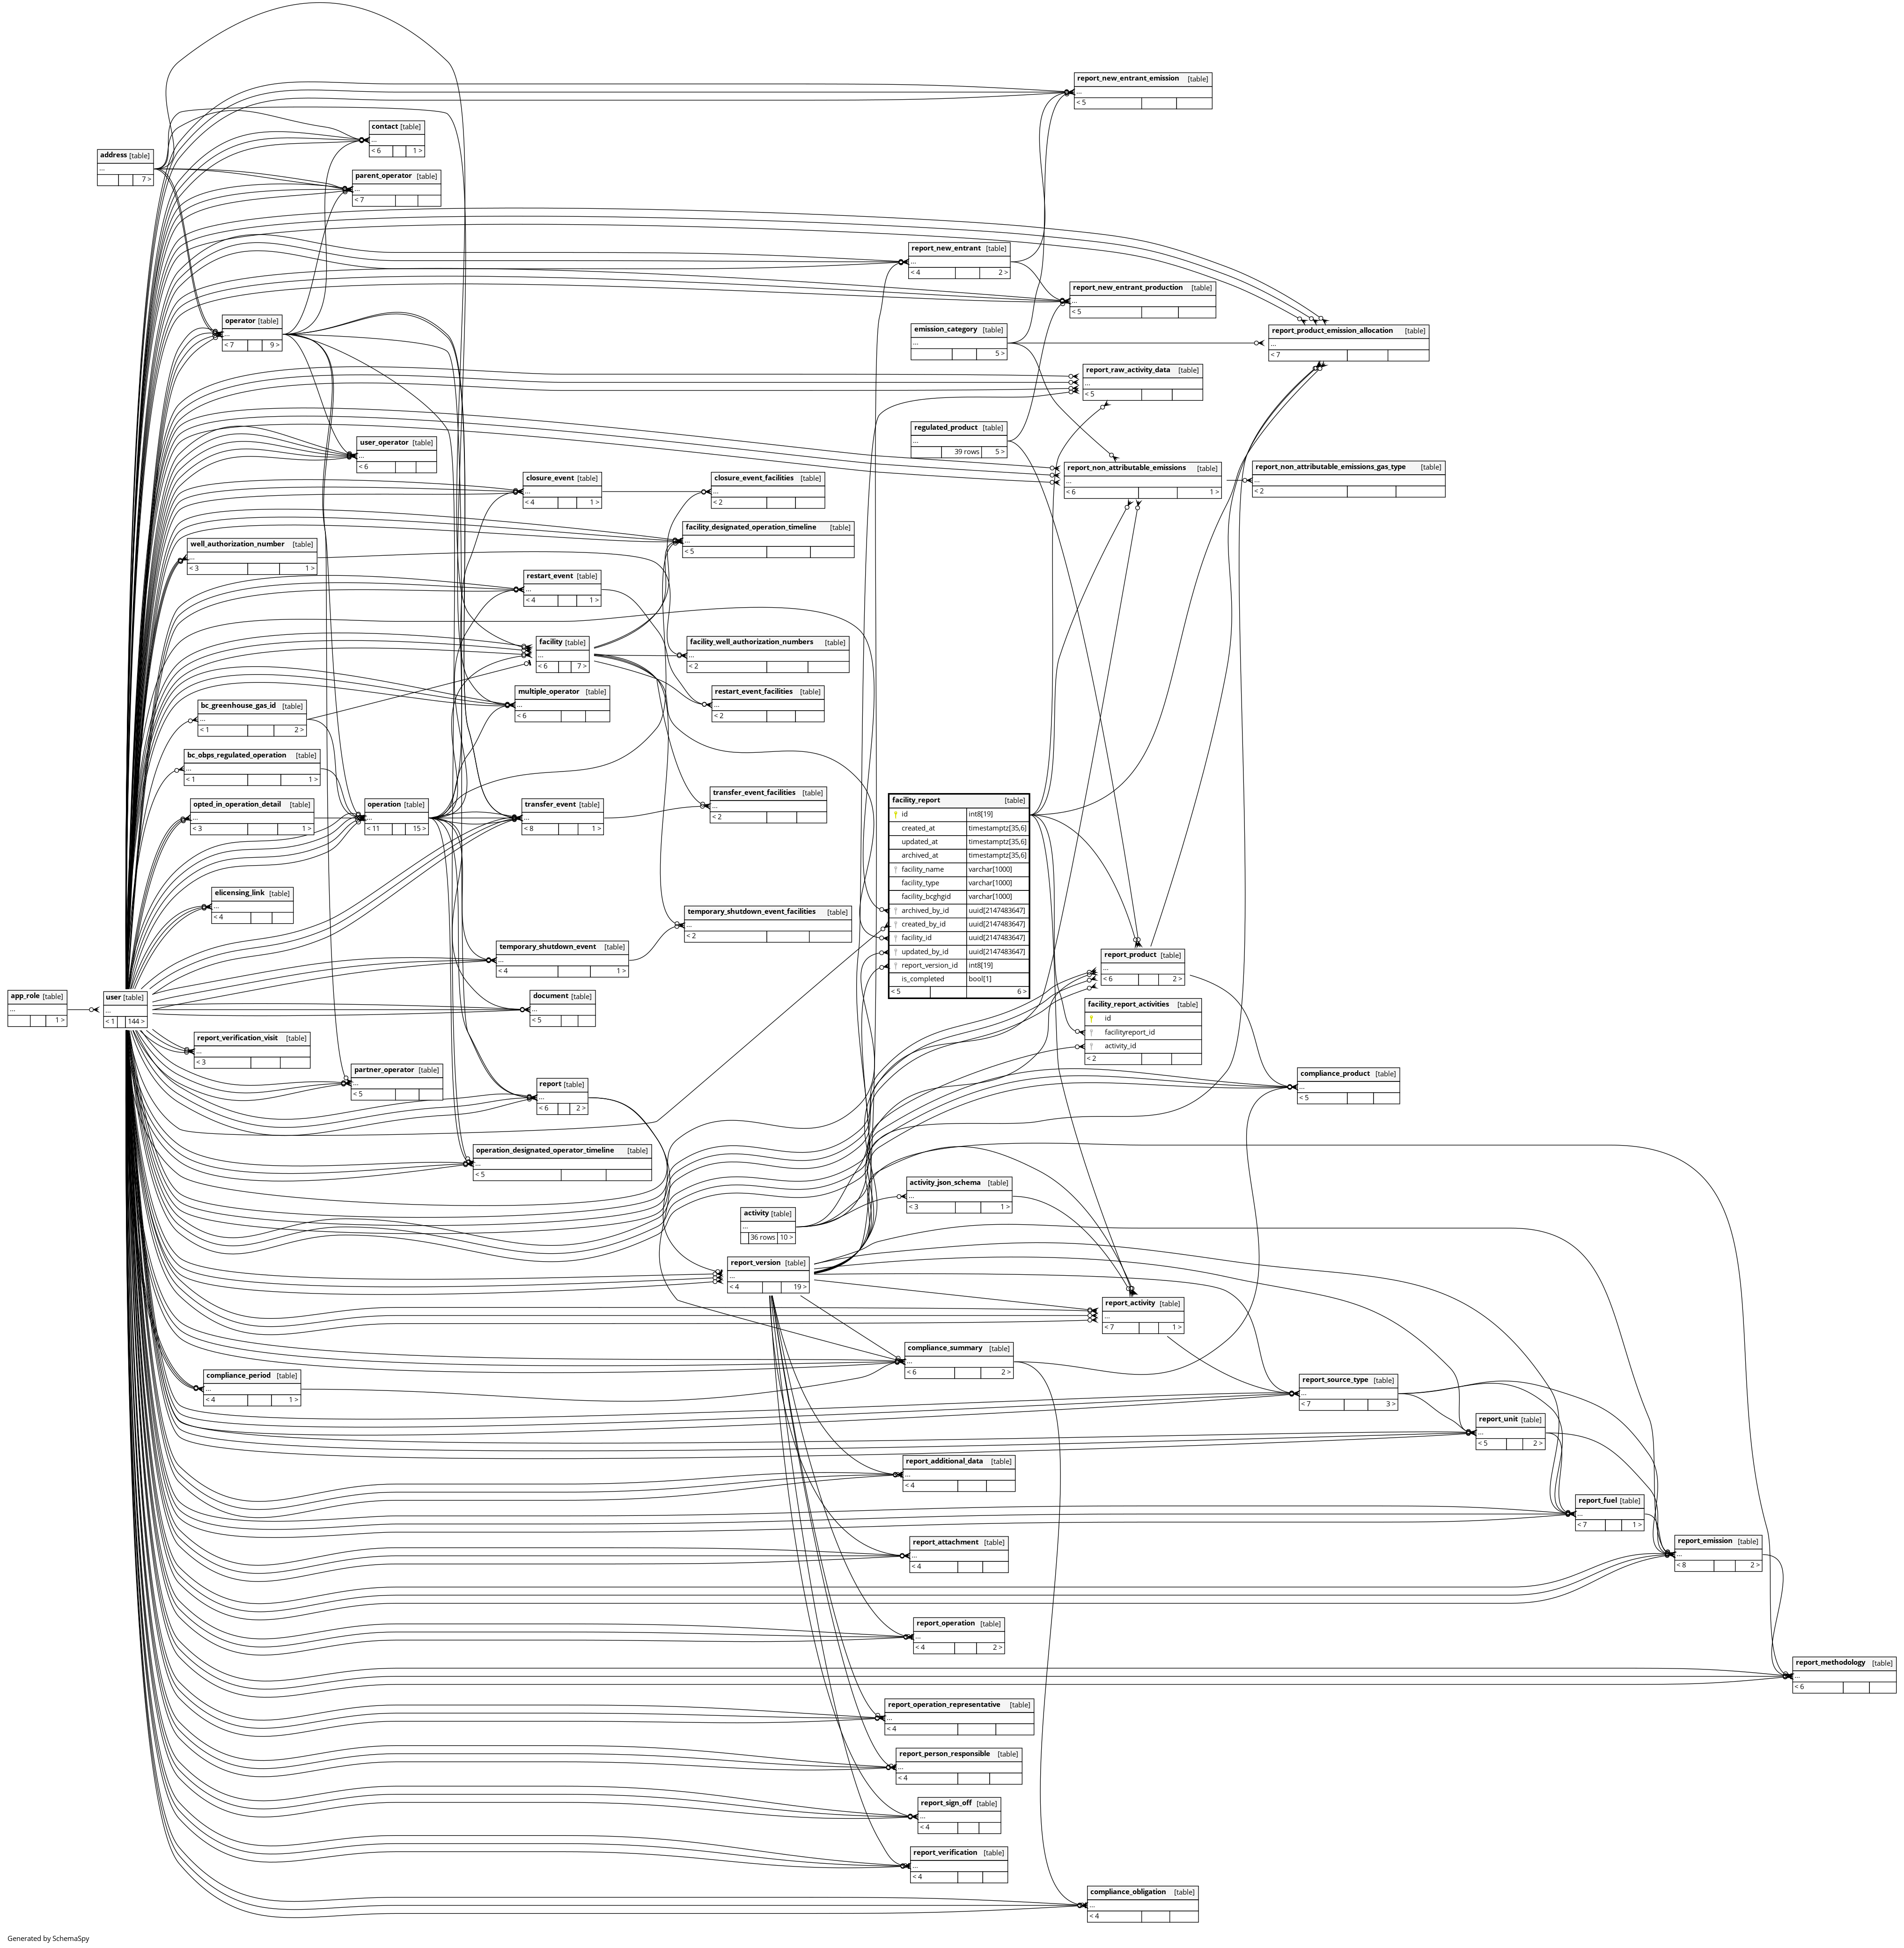 report_new_entrant_emission [table]
...
< 5
contact [table]
...
< 6 1 >
address [table]
...
7 >
parent_operator [table]
...
< 7
report_new_entrant [table]
...
< 4 2 >
report_new_entrant_production [table]
...
< 5
operator [table]
...
< 7 9 >
emission_category [table]
...
5 >
report_product_emission_allocation [table]
...
< 7
report_raw_activity_data [table]
...
< 5
regulated_product [table]
...
39 rows 5 >
user_operator [table]
...
< 6
report_non_attributable_emissions [table]
...
< 6 1 >
report_non_attributable_emissions_gas_type [table]
...
< 2
closure_event [table]
...
< 4 1 >
closure_event_facilities [table]
...
< 2
facility_designated_operation_timeline [table]
...
< 5
well_authorization_number [table]
...
< 3 1 >
restart_event [table]
...
< 4 1 >
facility [table]
...
< 6 7 >
facility_well_authorization_numbers [table]
...
< 2
multiple_operator [table]
...
< 6
restart_event_facilities [table]
...
< 2
bc_greenhouse_gas_id [table]
...
< 1 2 >
bc_obps_regulated_operation [table]
...
< 1 1 >
opted_in_operation_detail [table]
...
< 3 1 >
operation [table]
...
< 11 15 >
transfer_event [table]
...
< 8 1 >
transfer_event_facilities [table]
...
< 2
facility_report [table]
id int8[19]
created_at timestamptz[35,6]
updated_at timestamptz[35,6]
archived_at timestamptz[35,6]
facility_name varchar[1000]
facility_type varchar[1000]
facility_bcghgid varchar[1000]
archived_by_id uuid[2147483647]
created_by_id uuid[2147483647]
facility_id uuid[2147483647]
updated_by_id uuid[2147483647]
report_version_id int8[19]
is_completed bool[1]
< 5 6 >
elicensing_link [table]
...
< 4
temporary_shutdown_event_facilities [table]
...
< 2
temporary_shutdown_event [table]
...
< 4 1 >
report_product [table]
...
< 6 2 >
app_role [table]
...
1 >
user [table]
...
< 1 144 >
document [table]
...
< 5
facility_report_activities [table]
id
facilityreport_id
activity_id
< 2
report_verification_visit [table]
...
< 3
partner_operator [table]
...
< 5
report [table]
...
< 6 2 >
compliance_product [table]
...
< 5
operation_designated_operator_timeline [table]
...
< 5
activity_json_schema [table]
...
< 3 1 >
activity [table]
...
36 rows 10 >
report_version [table]
...
< 4 19 >
report_activity [table]
...
< 7 1 >
compliance_summary [table]
...
< 6 2 >
compliance_period [table]
...
< 4 1 >
report_source_type [table]
...
< 7 3 >
report_unit [table]
...
< 5 2 >
report_additional_data [table]
...
< 4
report_fuel [table]
...
< 7 1 >
report_attachment [table]
...
< 4
report_emission [table]
...
< 8 2 >
report_operation [table]
...
< 4 2 >
report_methodology [table]
...
< 6
report_operation_representative [table]
...
< 4
report_person_responsible [table]
...
< 4
report_sign_off [table]
...
< 4
report_verification [table]
...
< 4
compliance_obligation [table]
...
< 4
Generated by SchemaSpy